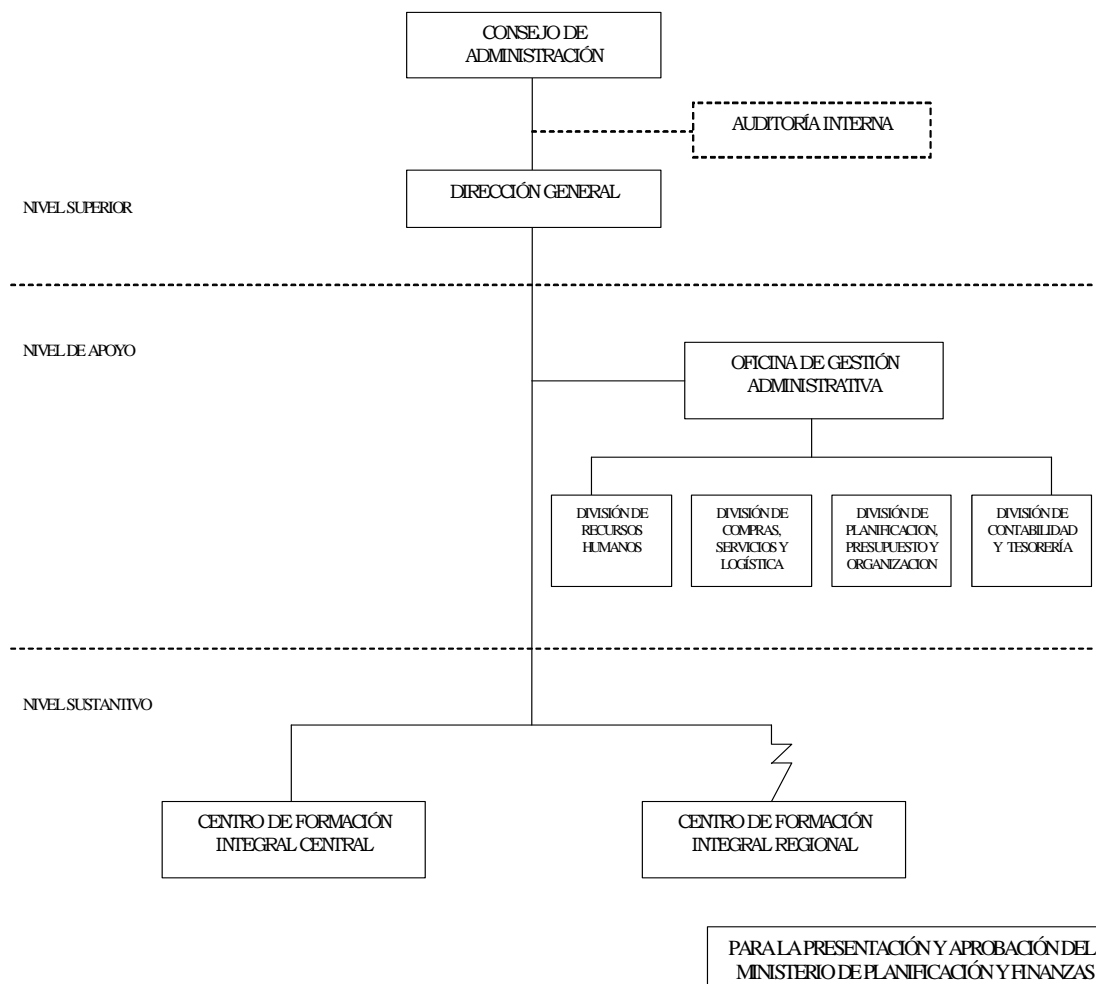 CONSEJO DE
ADMINISTRACIÓN
AUDITORÍA INTERNA
DIRECCIÓN GENERAL
NIVEL SUPERIOR
NIVEL DE APOYO
OFICINA DE GESTIÓN
ADMINISTRATIVA
DIVISIÓN DE
RECURSOS
HUMANOS
DIVISIÓN DE
COMPRAS,
SERVICIOS Y
LOGÍSTICA
DIVISIÓN DE
PLANIFICACION,
PRESUPUESTO Y
ORGANIZACION
DIVISIÓN DE
CONTABILIDAD
Y TESORERÍA
NIVEL SUSTANTIVO
CENTRO DE FORMACIÓN
INTEGRAL CENTRAL
CENTRO DE FORMACIÓN
INTEGRAL REGIONAL
PARA LA PRESENTACIÓN Y APROBACIÓN DEL
MINISTERIO DE PLANIFICACIÓN Y FINANZAS